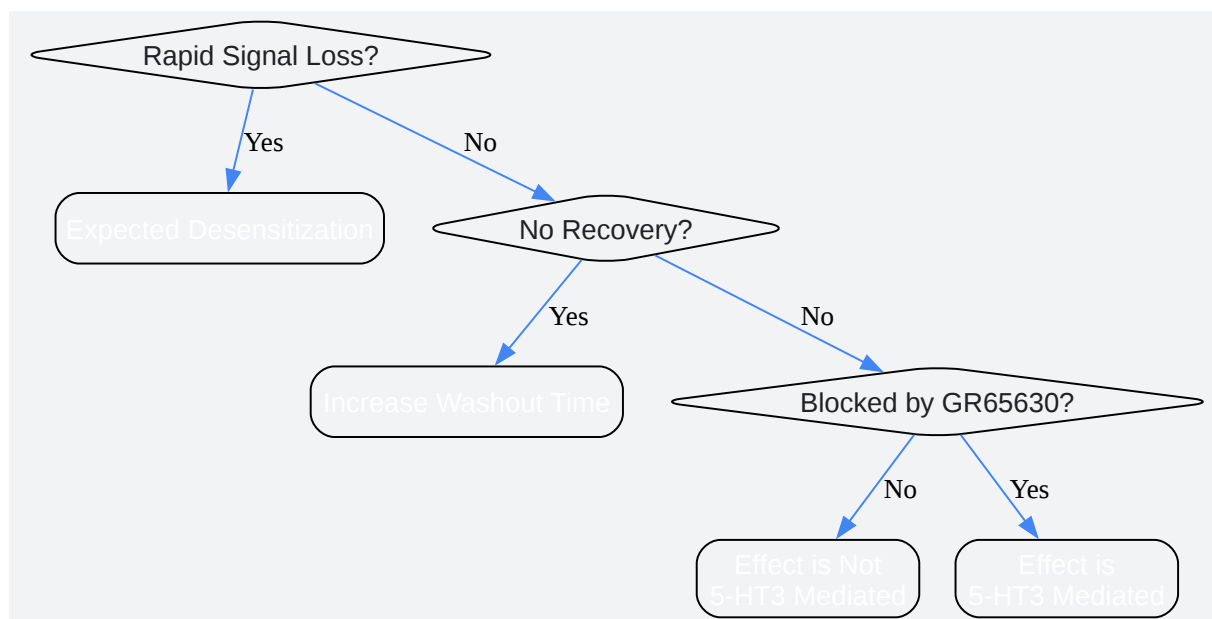 Rapid Signal Loss?
Yes
No
Expected Desensitization
No Recovery?
Yes
No
Increase Washout Time
Blocked by GR65630?
No
Yes
Effect is Not
5-HT3 Mediated
Effect is
5-HT3 Mediated